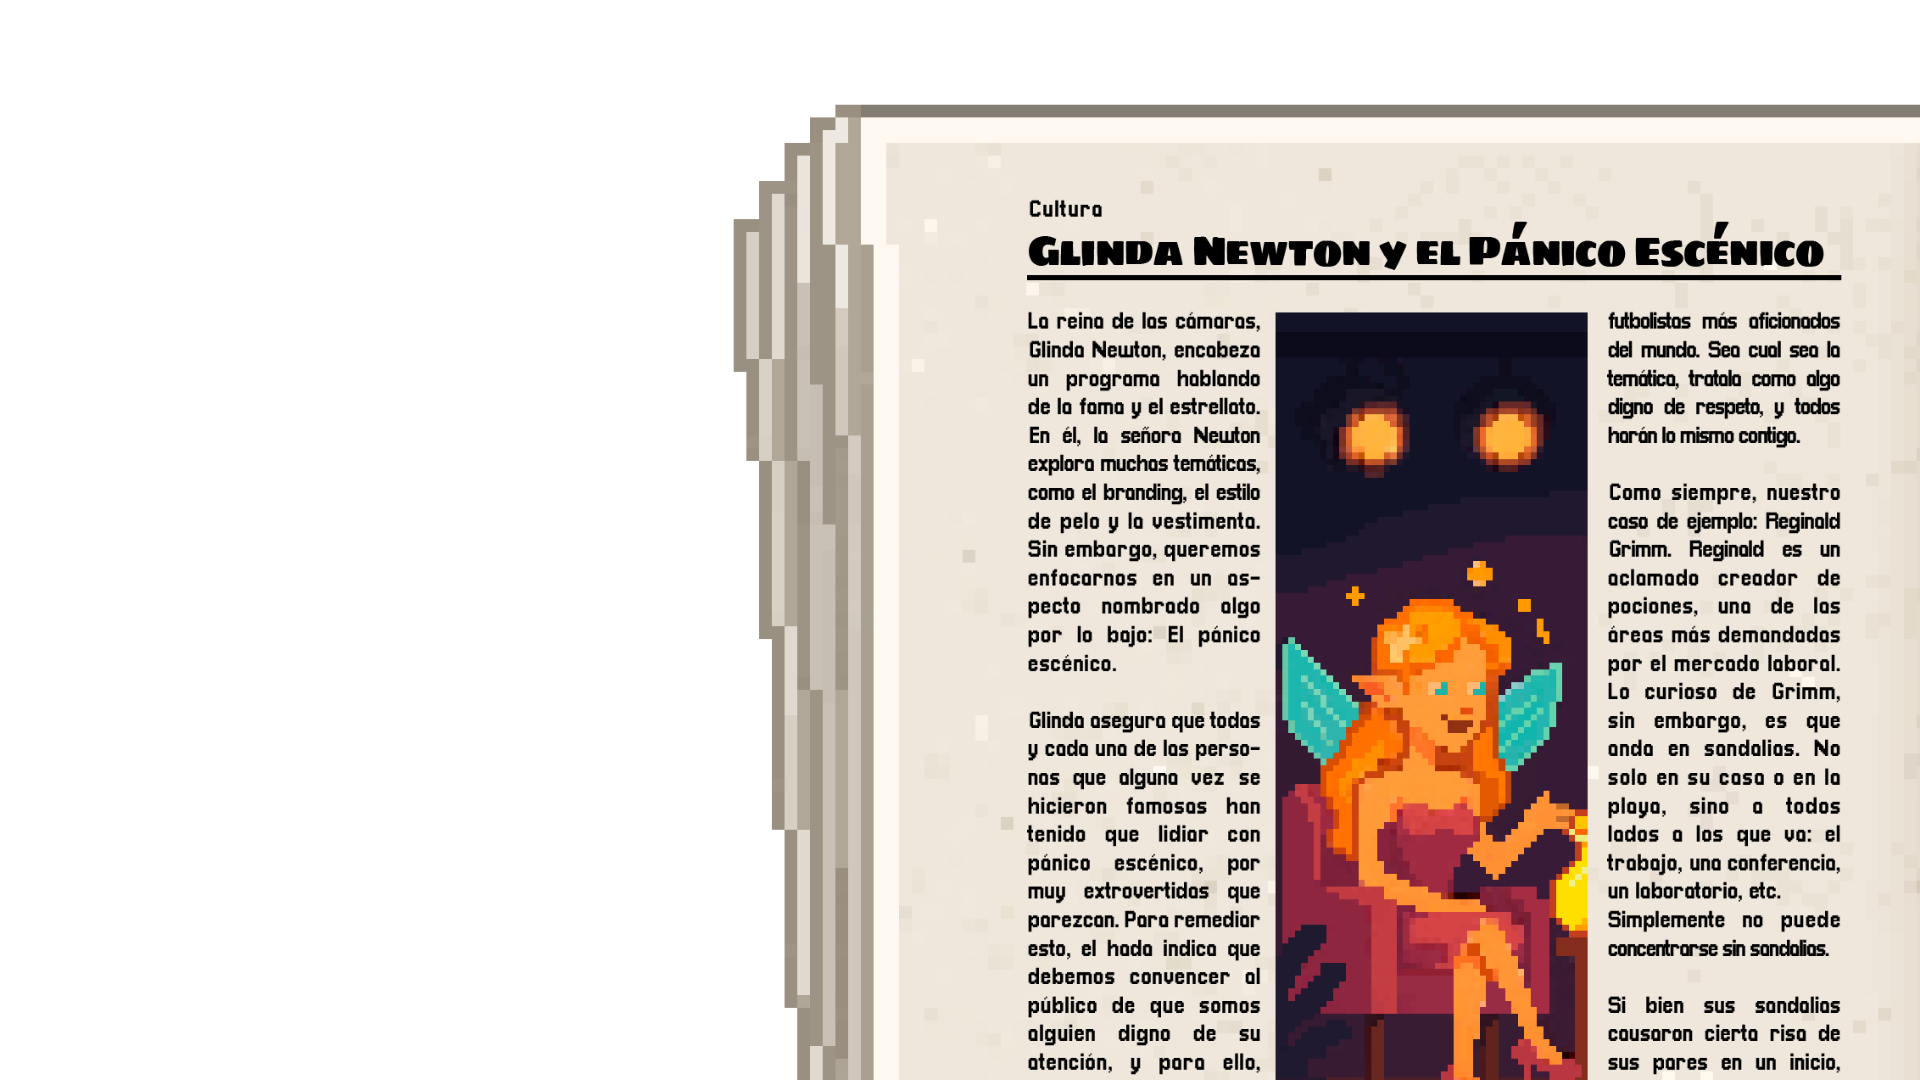 Cultura
Glinda Newton y el Pánico Escénico
La reina de las cámaras,
Glinda Newton, encabeza
un programa hablando
de la fama y el estrellato.
En él, la señora Newton
explora muchas temáticas,
como el branding, el estilo
de pelo y la vestimenta.
Sin embargo, queremos
enfocarnos en un as-
pecto nombrado algo
por lo bajo: El pánico
escénico.
Glinda asegura que todas
y cada una de las perso-
nas que alguna vez se
hicieron famosas han
tenido que lidiar con
pánico escénico, por
muy extrovertidas que
parezcan. Para remediar
esto, el hada indica que
debemos convencer al
público de que somos
alguien digno de su
atención, y para ello,
futbolistas más aficionados
del mundo. Sea cual sea la
temática, tratala como algo
digno de respeto, y todos
harán lo mismo contigo.
Como siempre, nuestro
caso de ejemplo: Reginald
Grimm. Reginald es un
aclamado creador de
pociones, una de las
áreas más demandadas
por el mercado laboral.
Lo curioso de Grimm,
sin embargo, es que
anda en sandalias. No
solo en su casa o en la
playa, sino a todos
lados a los que va: el
trabajo, una conferencia,
un laboratorio, etc.
Simplemente no puede
concentrarse sin sandalias.
Si bien sus sandalias
causaron cierta risa de
sus pares en un inicio,